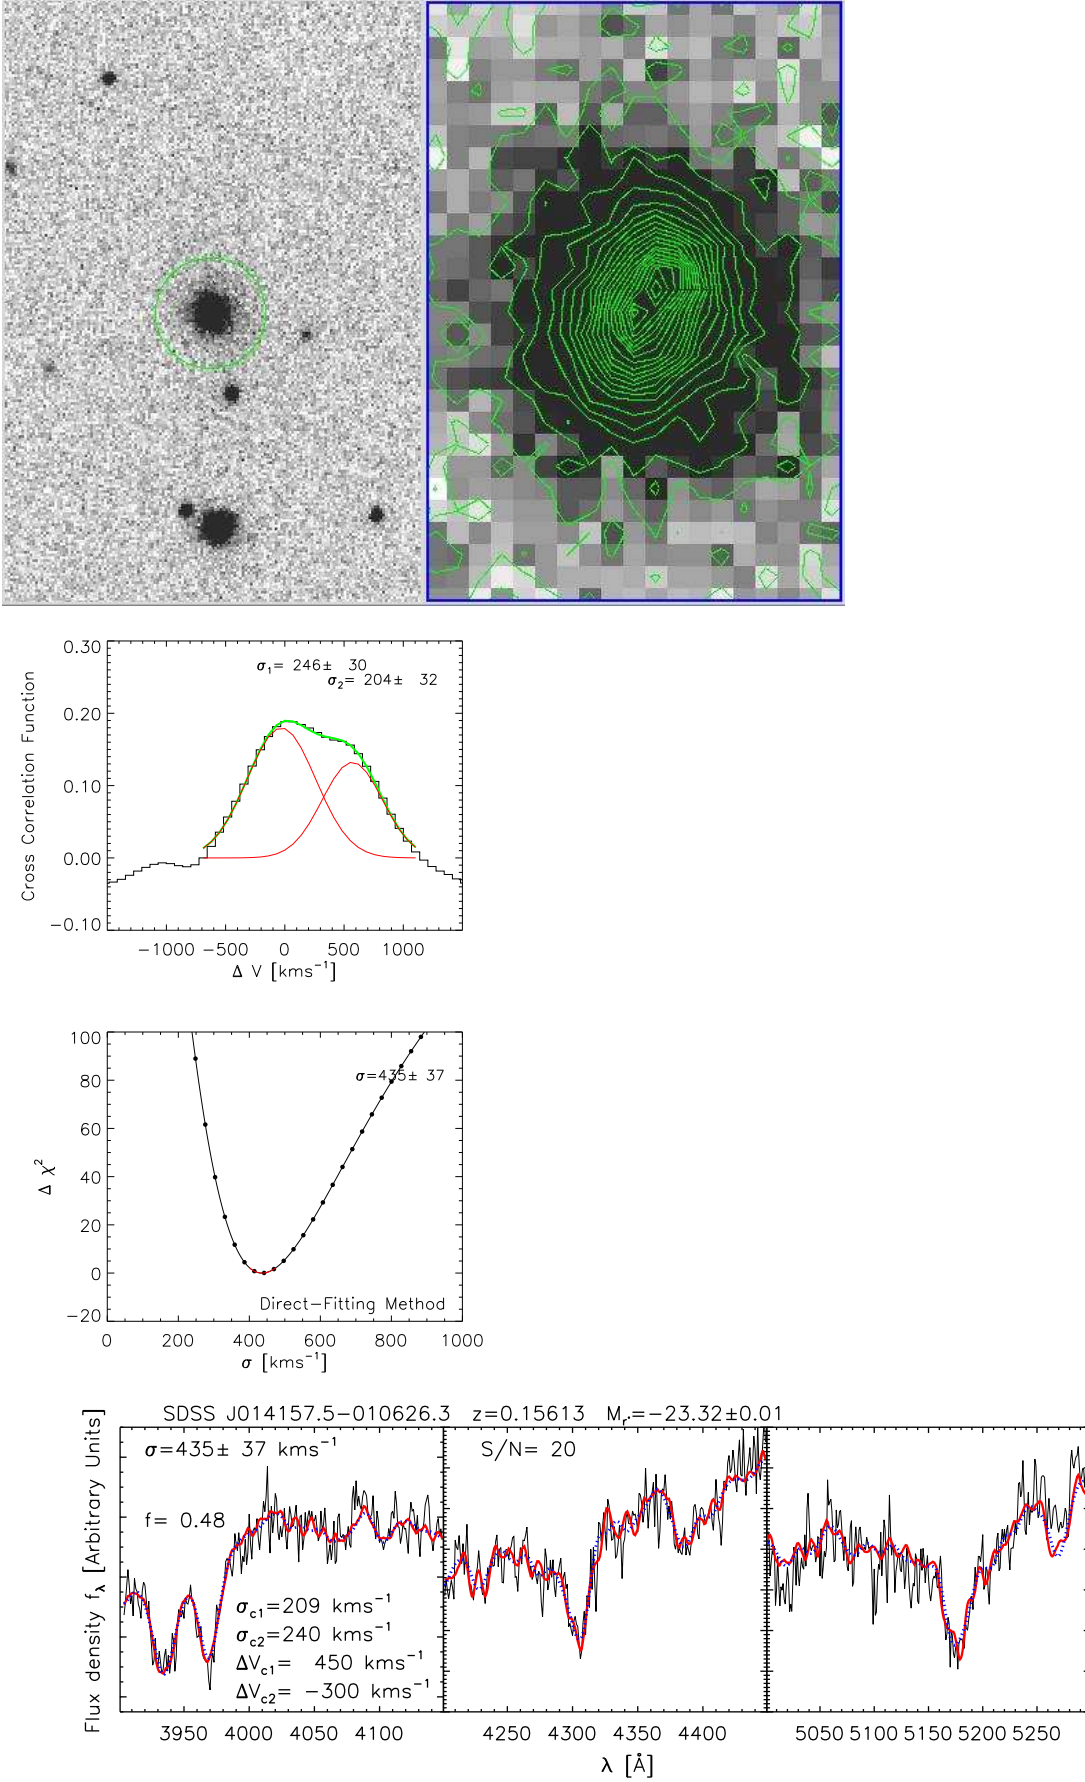 σ1= 246± 30
σ2= 204± 32
0.30
0.20
0.10
0.00
−0.10
Cross Correlation Function
−1000 −500 0 500 1000
Δ V [kms−1]
100
80
60
40
20
0
−20
Δ χ2
σ=435± 37
Direct−Fitting Method
0 200 400 600 800 1000
σ [kms−1]
SDSS J014157.5−010626.3 z=0.15613 Mr*=−23.32±0.01
σ=435± 37 kms−1
S/N= 20
f= 0.48
σc1=209 kms−1
σc2=240 kms−1
ΔVc1= 450 kms−1
ΔVc2= −300 kms−1
Flux density fλ [Arbitrary Units]
3950 4000 4050 4100 4250 4300 4350 4400 5050 5100 5150 5200 5250
λ [Å]